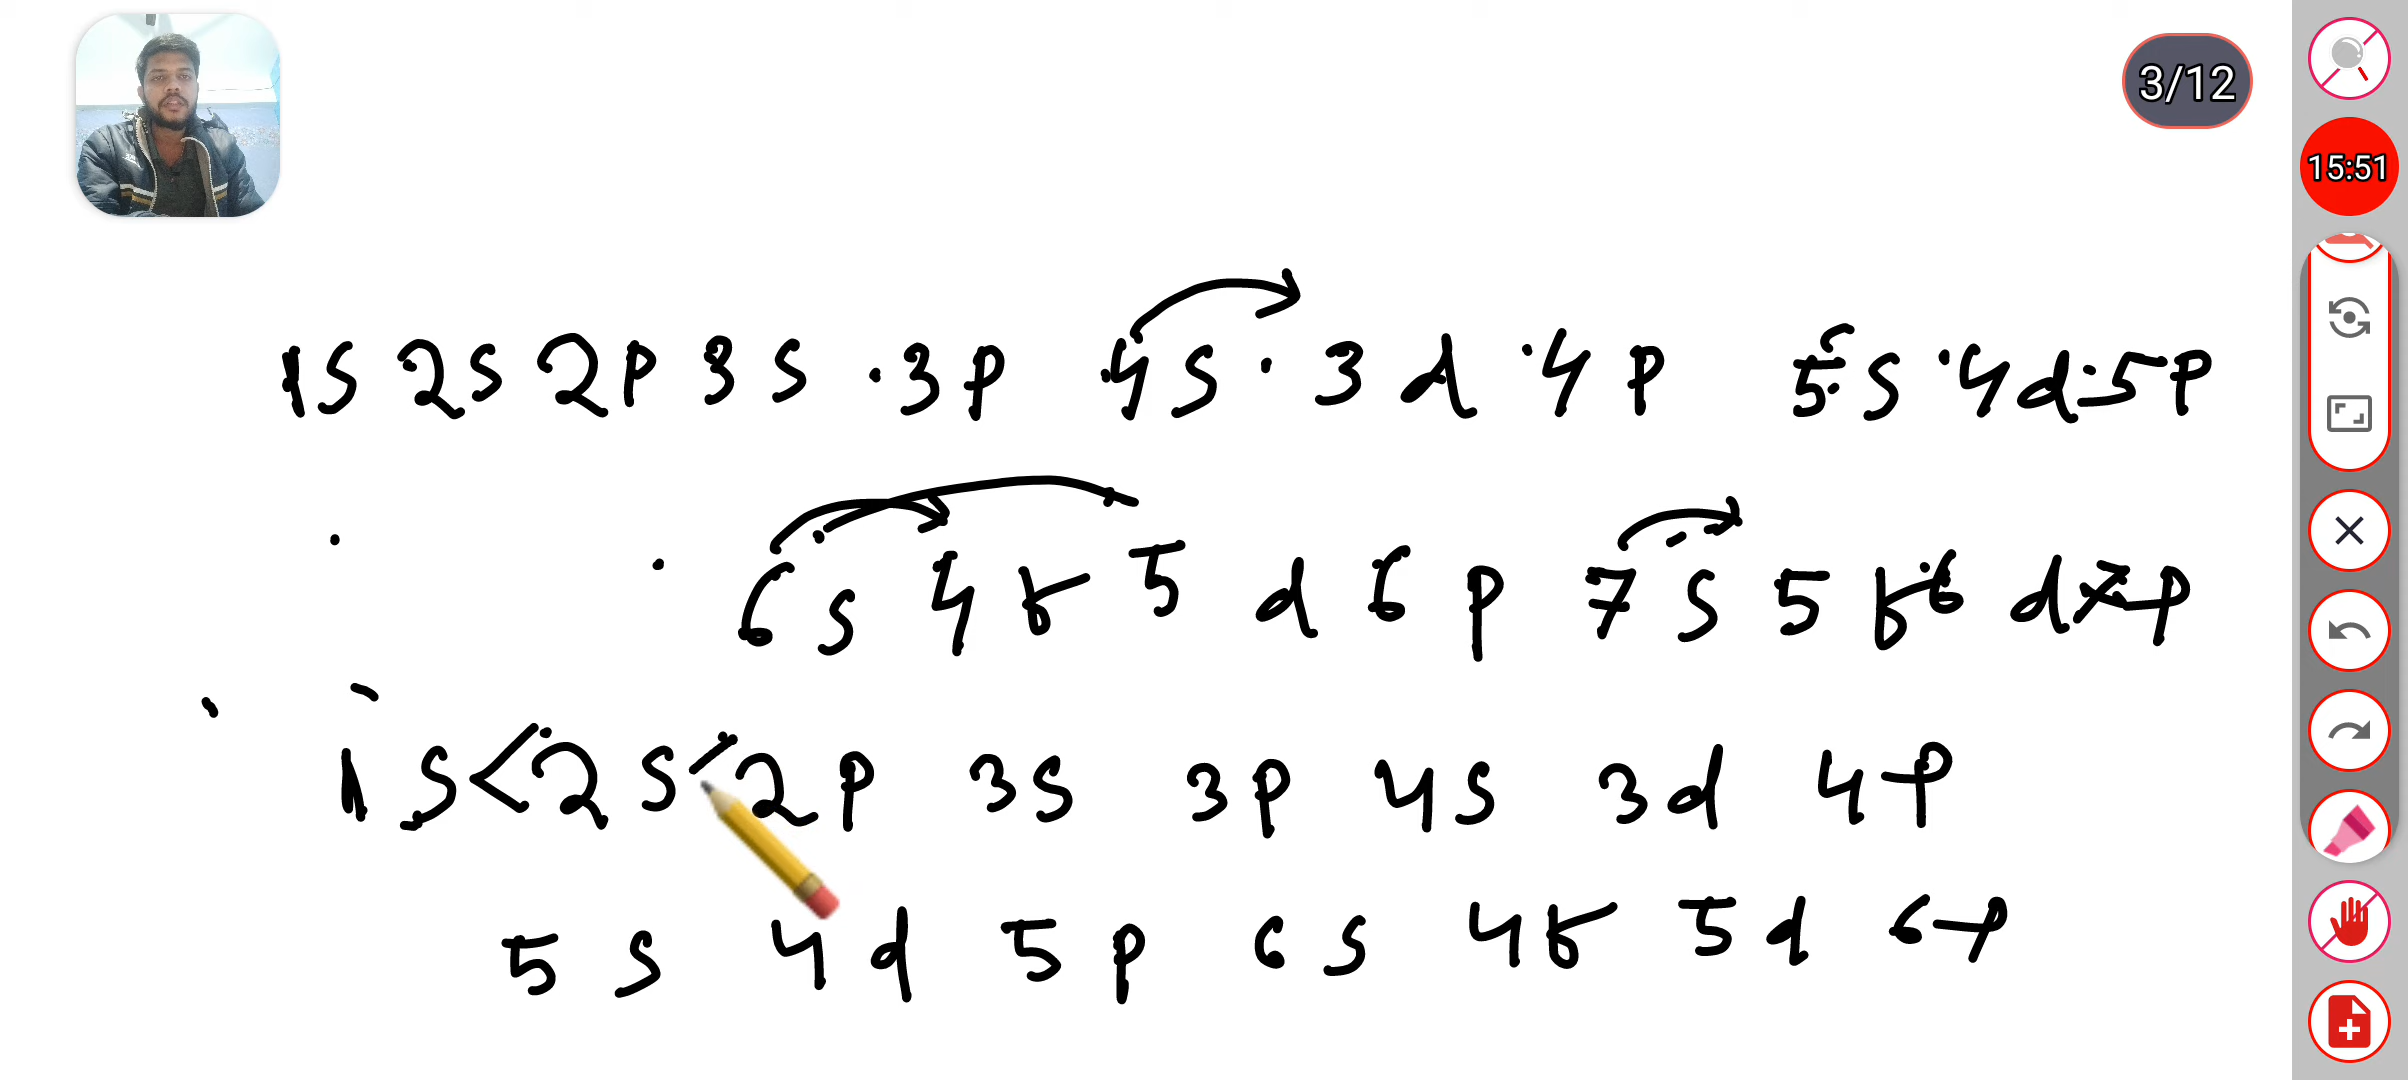 3/12
15:51
1s 2s 2p 3s .3p 4s .3d .4p 5s .4d .5p
6s 4f 5d 6p 7s 5f 6d 7p
1s < 2s 2p 3s 3p 4s 3d 4p
5s 4d 5p 6s 4f 5d 6p